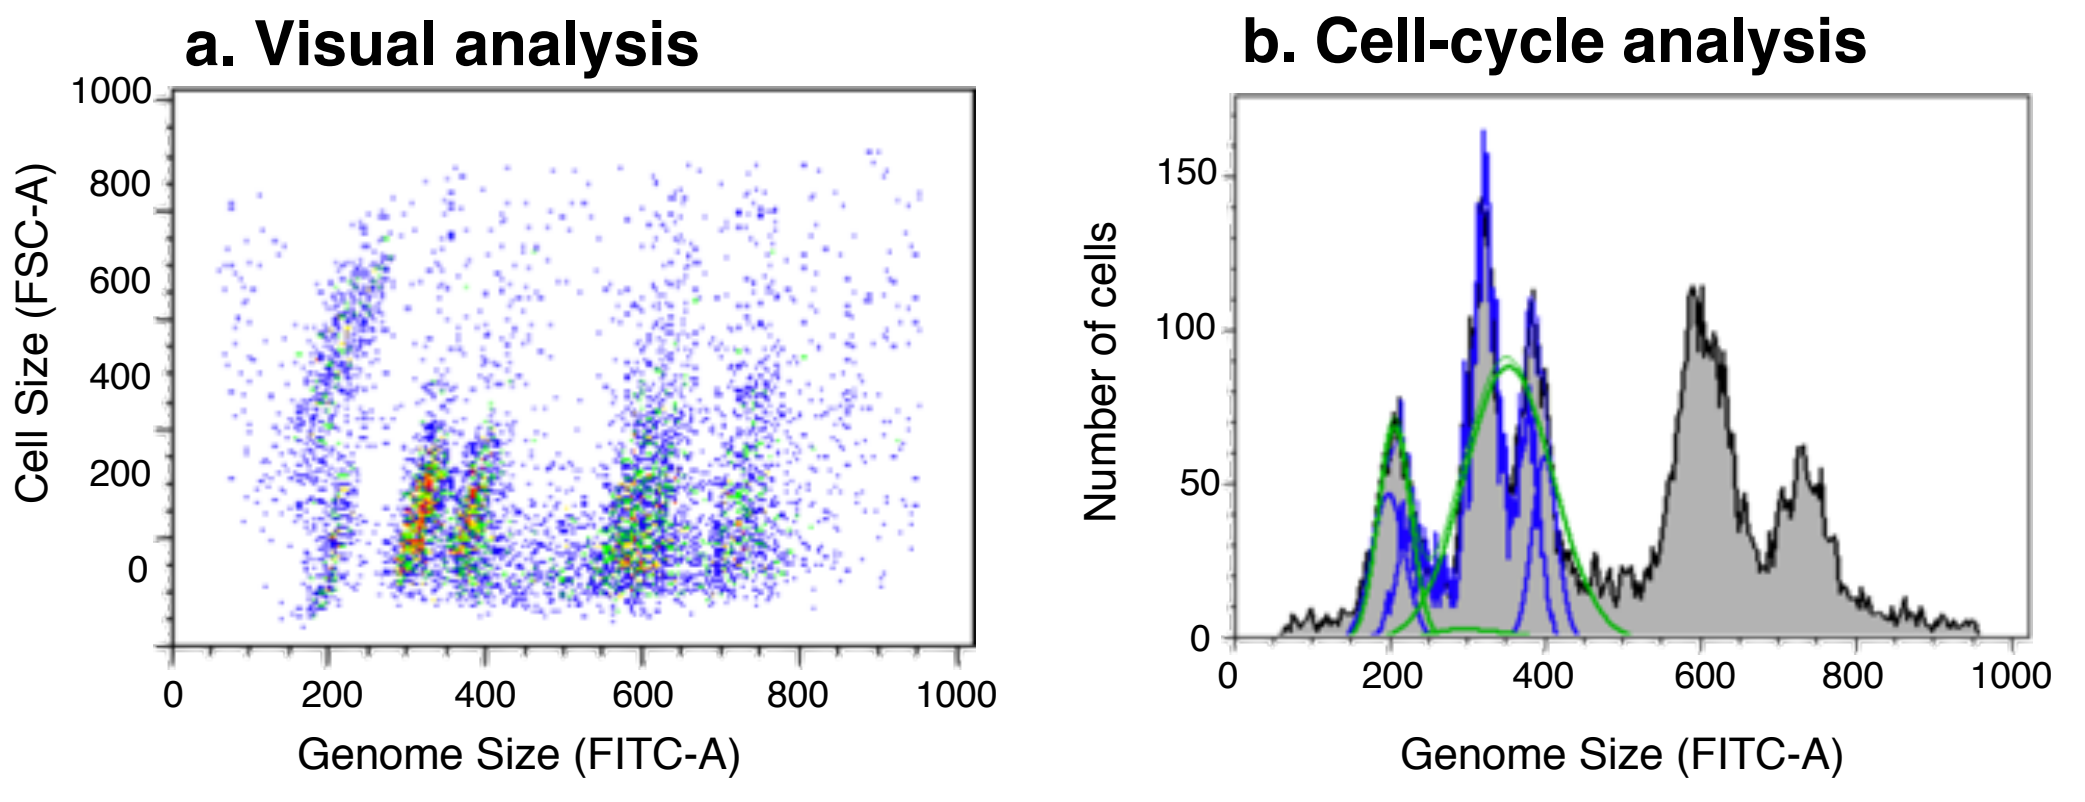 a. Visual analysis
1000
800
600
400
200
0
Cell Size (FSC-A)
0 200 400 600 800 1000
Genome Size (FITC-A)
b. Cell-cycle analysis
150
100
50
0
Number of cells
0 200 400 600 800 1000
Genome Size (FITC-A)